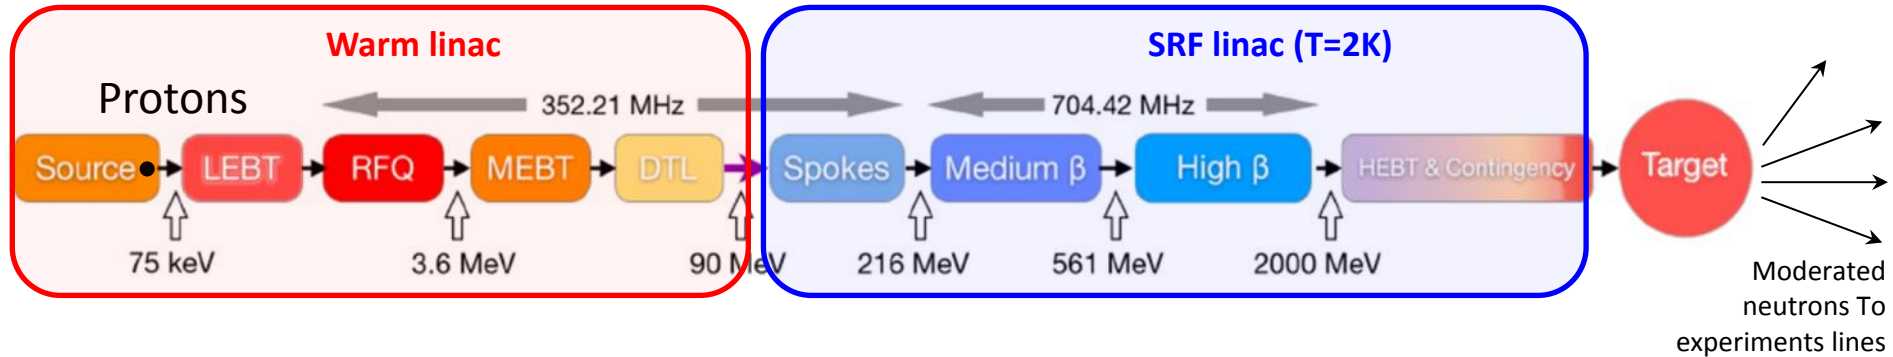 Warm linac
SRF linac (T=2K)
Protons
352.21 MHz
704.42 MHz
Source
LEBT
RFQ
MEBT
DTL
Spokes
Medium β
High β
HEBT & Contingency
Target
75 keV
3.6 MeV
90 MeV
216 MeV
561 MeV
2000 MeV
Moderated
neutrons To
experiments lines